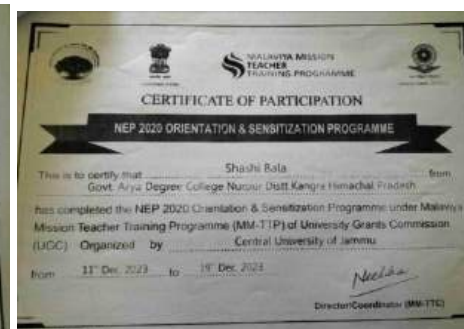 MALAVIYA MISSION
TEACHER
TRAINING PROGRAMME
CERTIFICATE OF PARTICIPATION
NEP 2020 ORIENTATION & SENSITIZATION PROGRAMME
This is to certify that Shashi Bala from
Govt. Arya Degree College Nurpur Distt Kangra Himachal Pradesh
has completed the NEP 2020 Orientation & Sensitization Programme under Malaviya
Mission Teacher Training Programme (MM-TTP) of University Grants Commission
(UGC) Organized by Central University of Jammu
from 11th Dec. 2023 to 19th Dec. 2023
Director/Coordinator (MM-TTC)